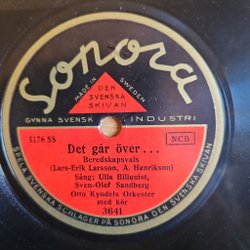 Sonora
MADE IN SWEDEN
DEN SVENSKA SKIVAN
GYNNA SVENSK INDUSTRI
5176 SS
NCB
Det går över...
Beredskapsvals
(Lars-Erik Larsson, A. Henrikson)
Sång: Ulla Billquist,
Sven-Olof Sandberg
Otto Kyndels Orkester
med kör
3641
SVENSKA SCHLAGER PÅ SONORA DEN SVENSKA SKIVAN